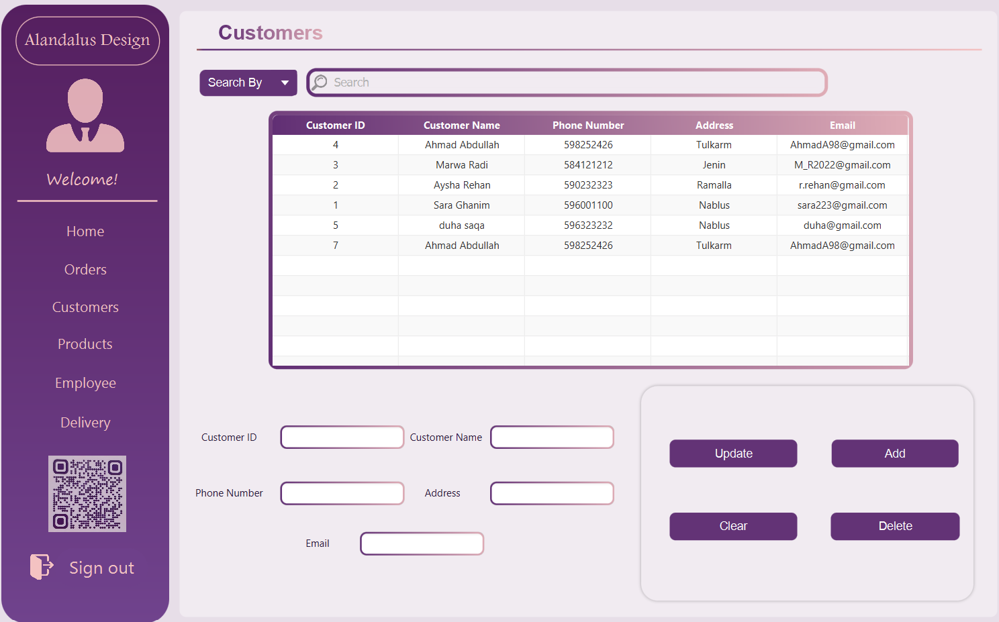 Alandalus Design
Welcome!
Home
Orders
Customers
Products
Employee
Delivery
Sign out
Customers
Search By
Search
Customer ID Customer Name Phone Number Address Email
4 Ahmad Abdullah 598252426 Tulkarm AhmadA98@gmail.com
3 Marwa Radi 584121212 Jenin M_R2022@gmail.com
2 Aysha Rehan 590232323 Ramalla r.rehan@gmail.com
1 Sara Ghanim 596001100 Nablus sara223@gmail.com
5 duha saqa 596323232 Nablus duha@gmail.com
7 Ahmad Abdullah 598252426 Tulkarm AhmadA98@gmail.com
Customer ID Customer Name
Phone Number Address
Email
Update Add
Clear Delete